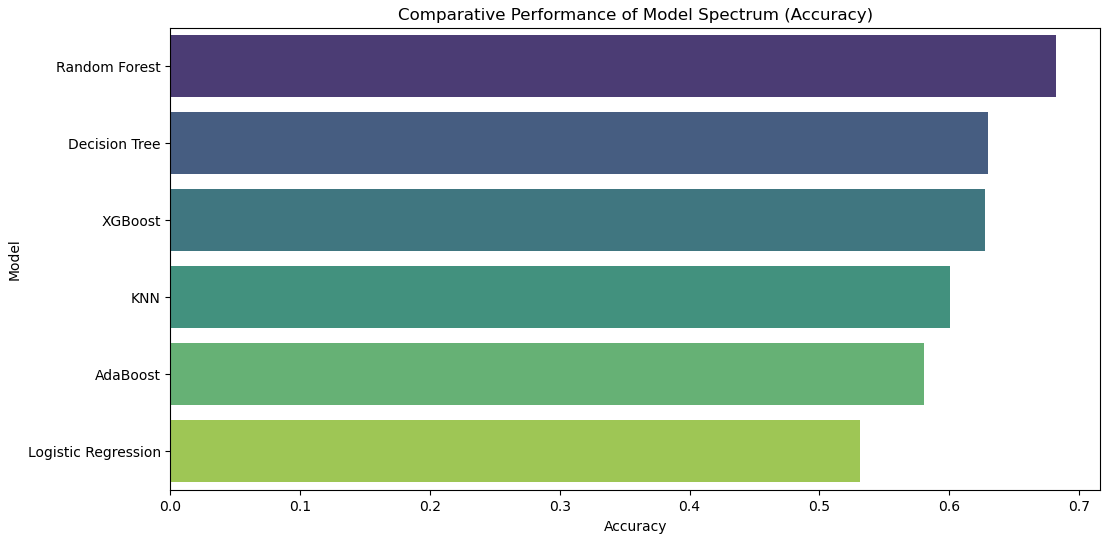 Comparative Performance of Model Spectrum (Accuracy)
Model
Random Forest
Decision Tree
XGBoost
KNN
AdaBoost
Logistic Regression
0.0 0.1 0.2 0.3 0.4 0.5 0.6 0.7
Accuracy